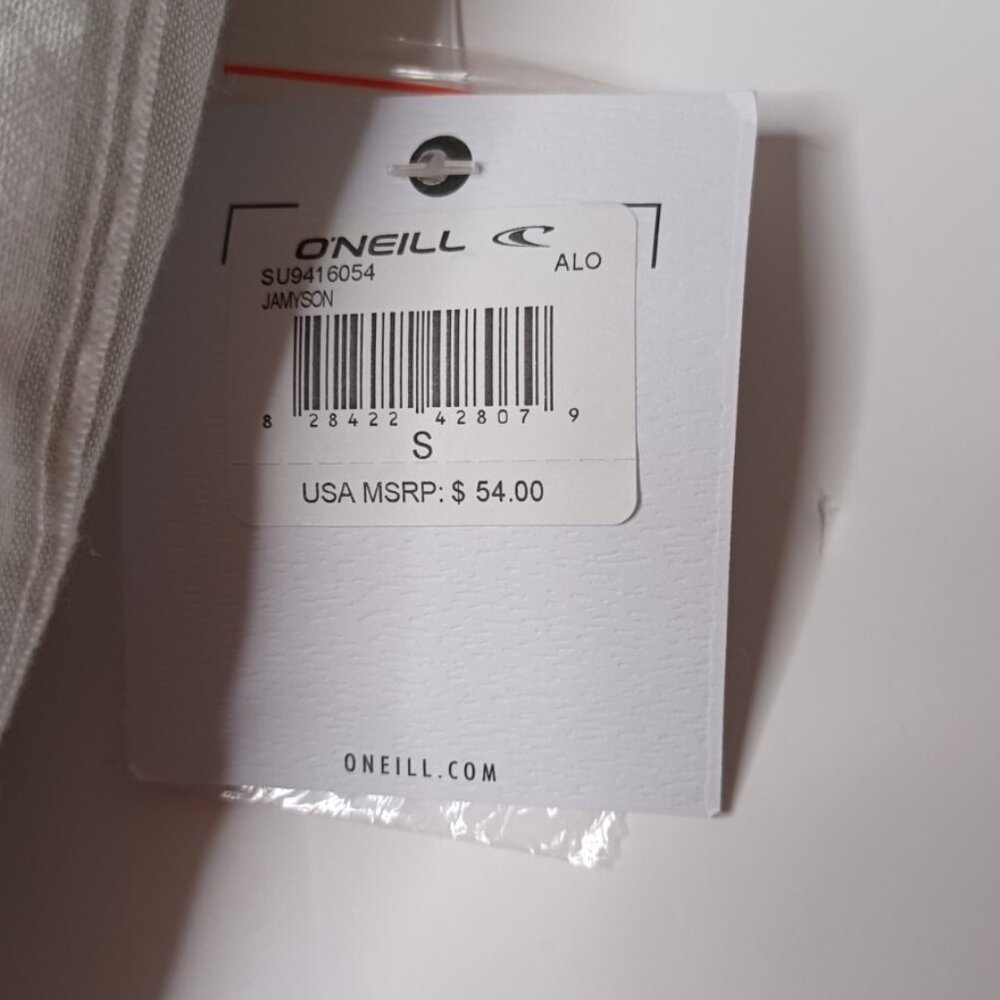 O'NEILL
SU9416054 ALO
JAMYSON
8 28422 42807 9
S
USA MSRP: $ 54.00
ONEILL.COM